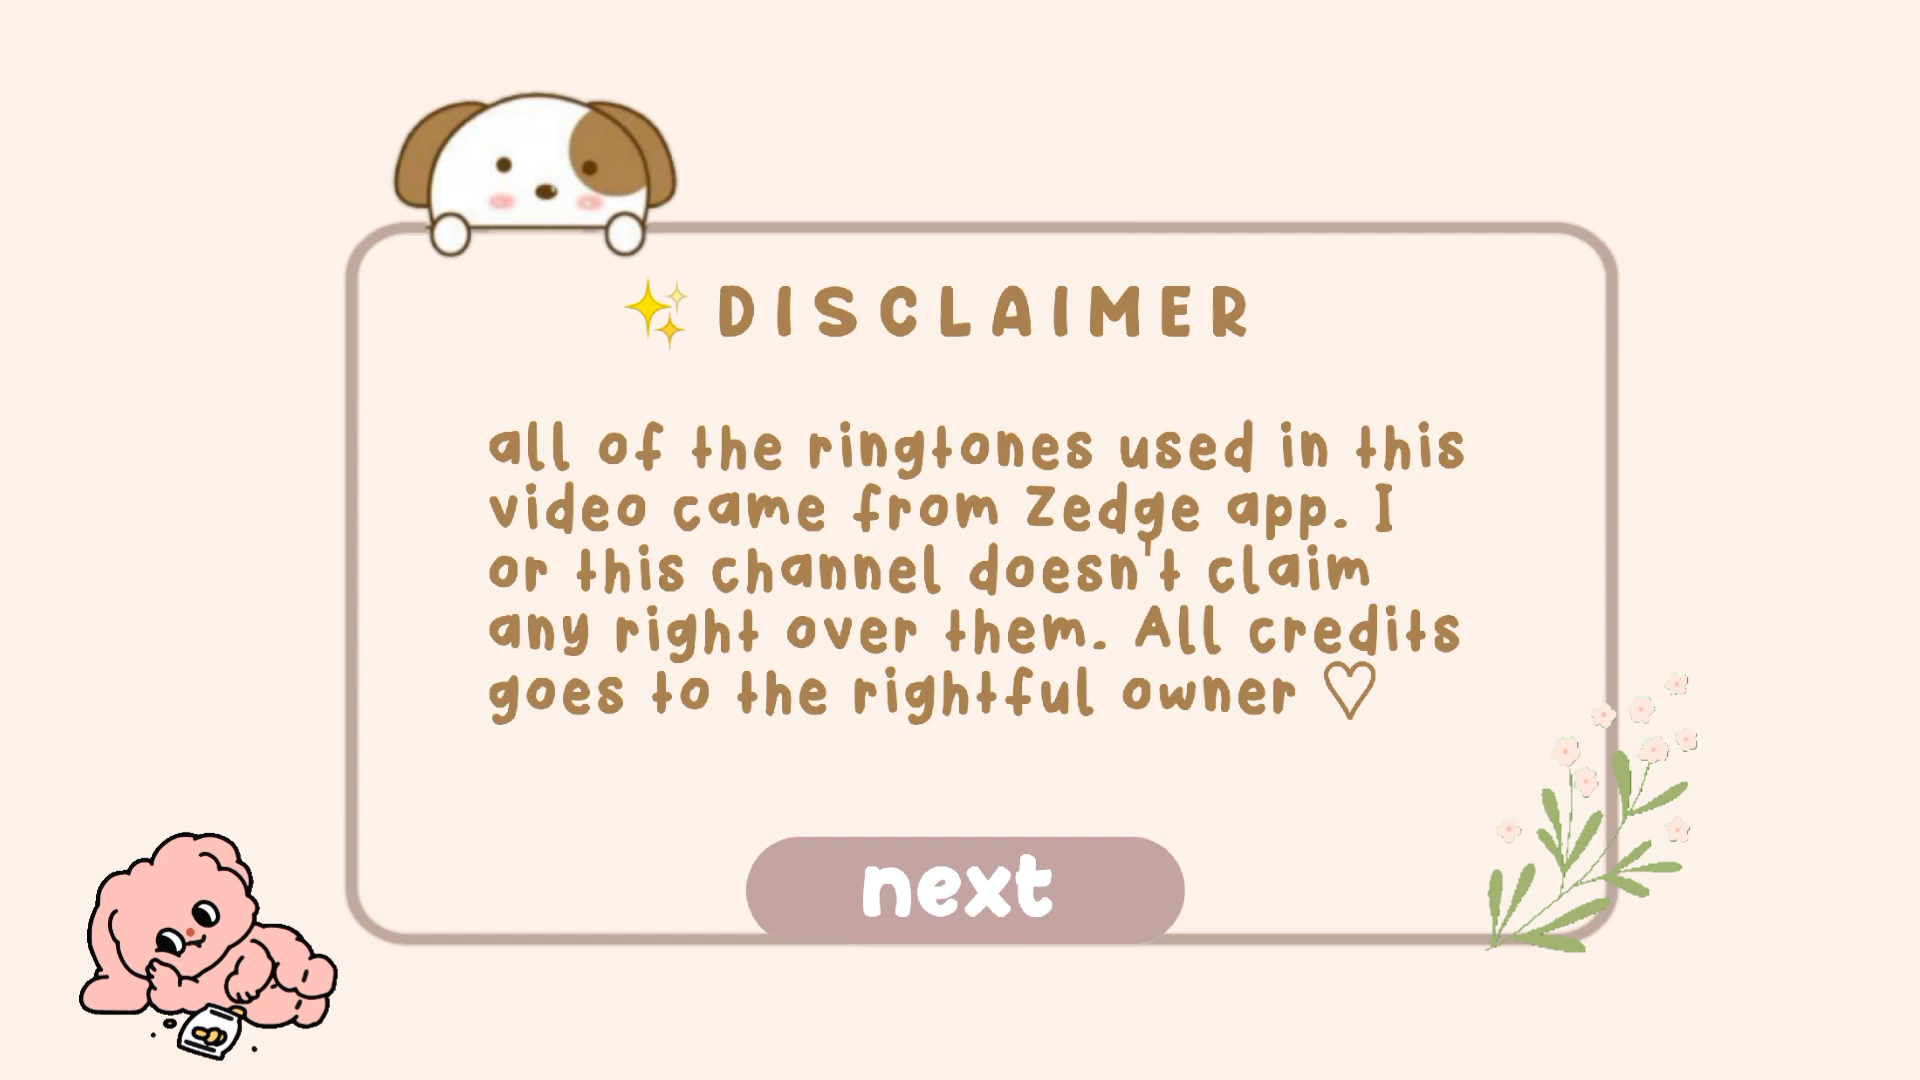 ✨ DISCLAIMER
all of the ringtones used in this
video came from Zedge app. I
or this channel doesn't claim
any right over them. All credits
goes to the rightful owner ♡
next